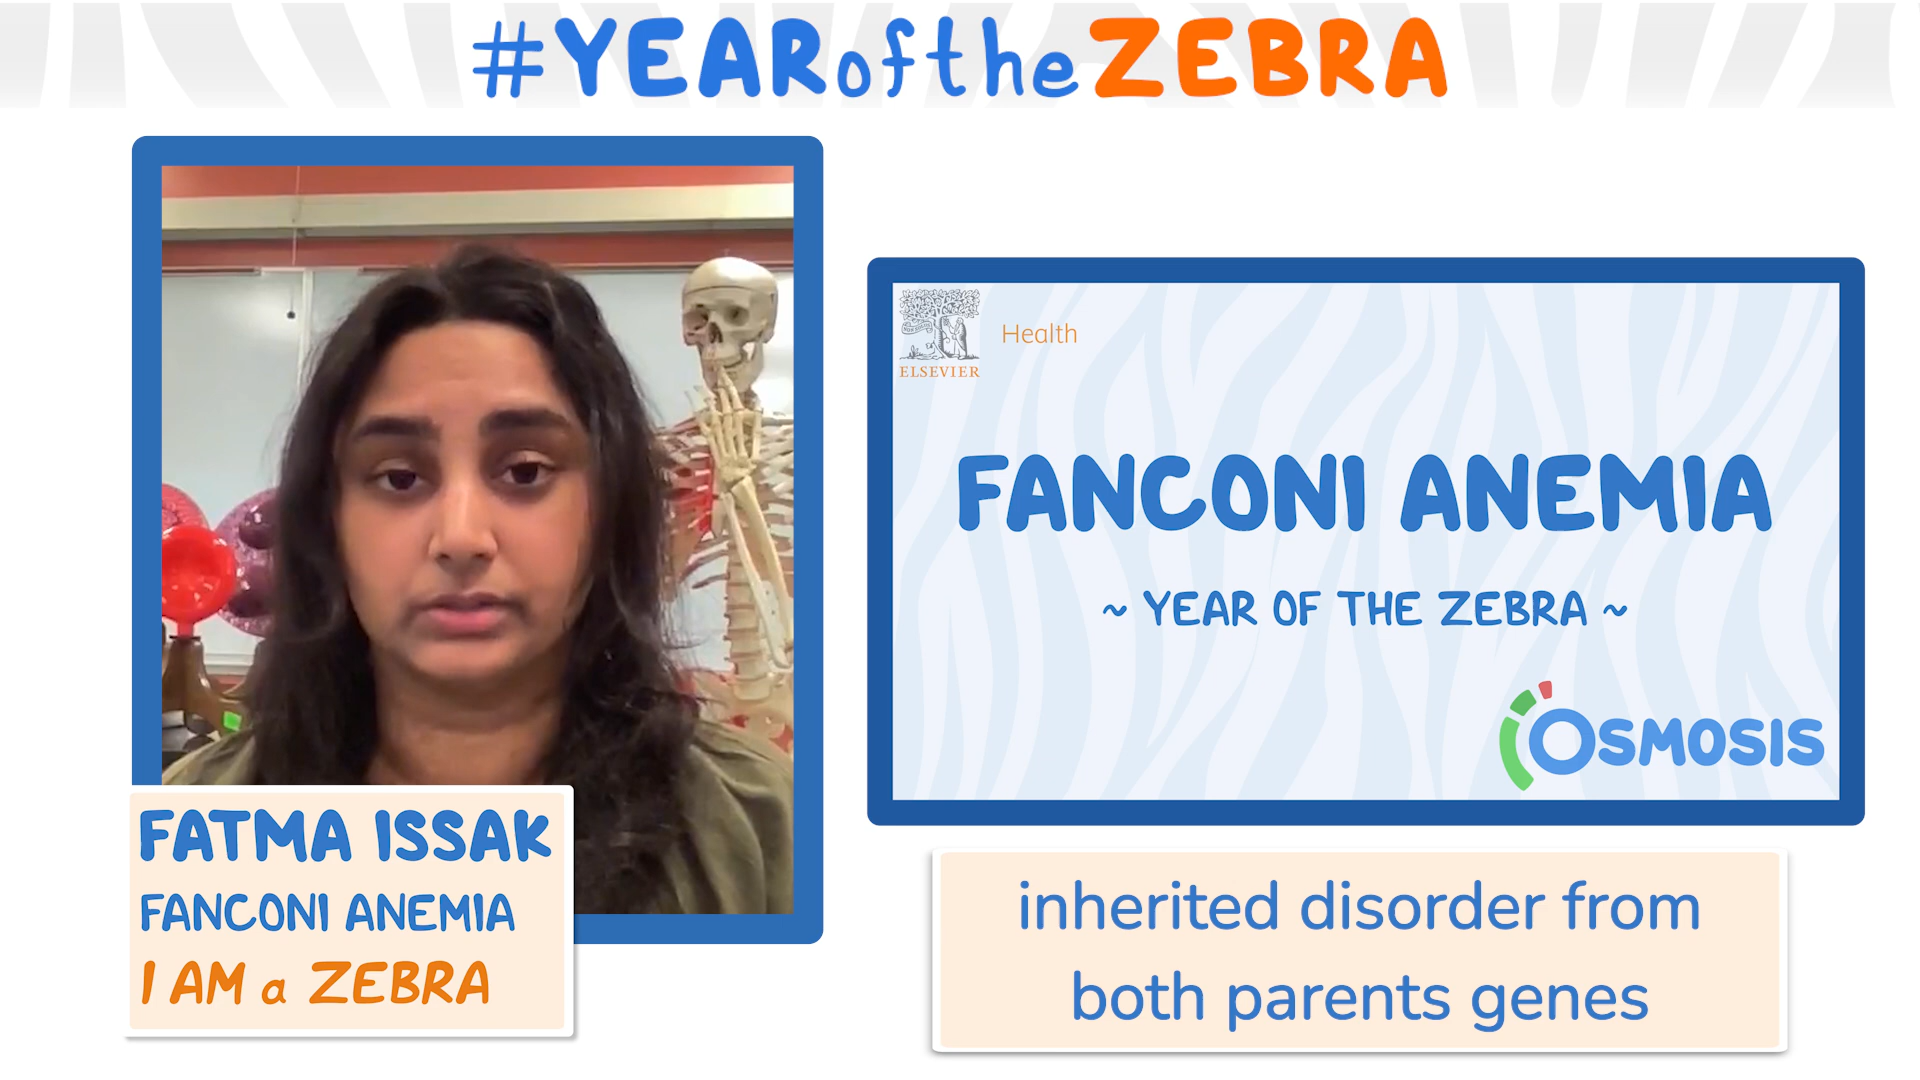 #YEARoftheZEBRA
ELSEVIER
Health
FANCONI ANEMIA
~ YEAR OF THE ZEBRA ~
OSMOSIS
FATMA ISSAK
FANCONI ANEMIA
I AM a ZEBRA
inherited disorder from
both parents genes